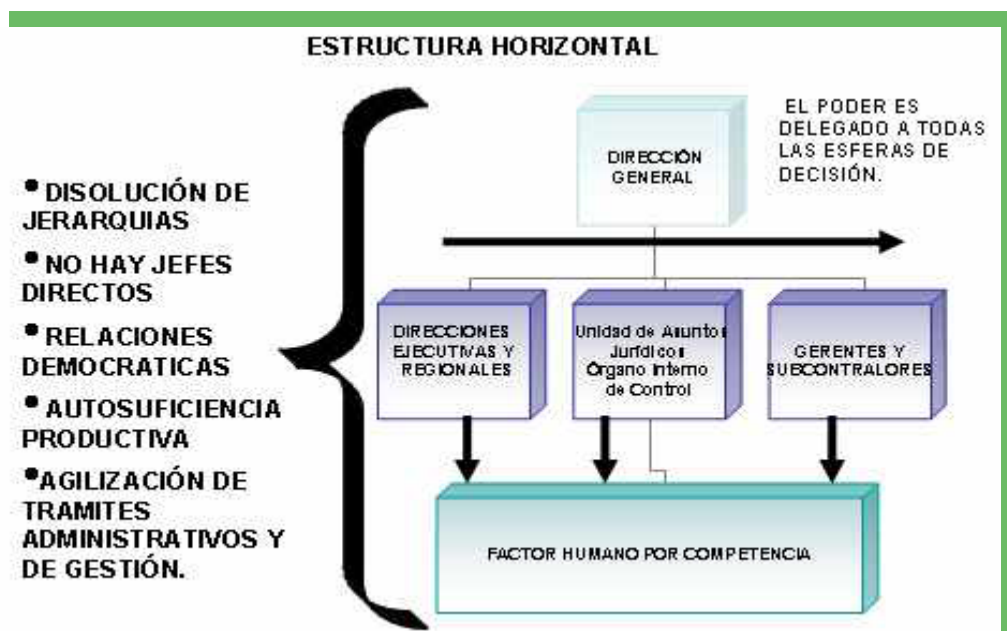 ESTRUCTURA HORIZONTAL
•DISOLUCIÓN DE
JERARQUIAS
•NO HAY JEFES
DIRECTOS
•RELACIONES
DEMOCRATICAS
•AUTOSUFICIENCIA
PRODUCTIVA
•AGILIZACIÓN DE
TRAMITES
ADMINISTRATIVOS Y
DE GESTIÓN.
DIRECCIÓN
GENERAL
EL PODER ES
DELEGADO A TODAS
LAS ESFERAS DE
DECISIÓN.
DIRECCIONES
EJECUTIVAS Y
REGIONALES
Unidad de Asuntos
Jurídicos
Órgano Interno
de Control
GERENTES Y
SUBCONTRALORES
FACTOR HUMANO POR COMPETENCIA